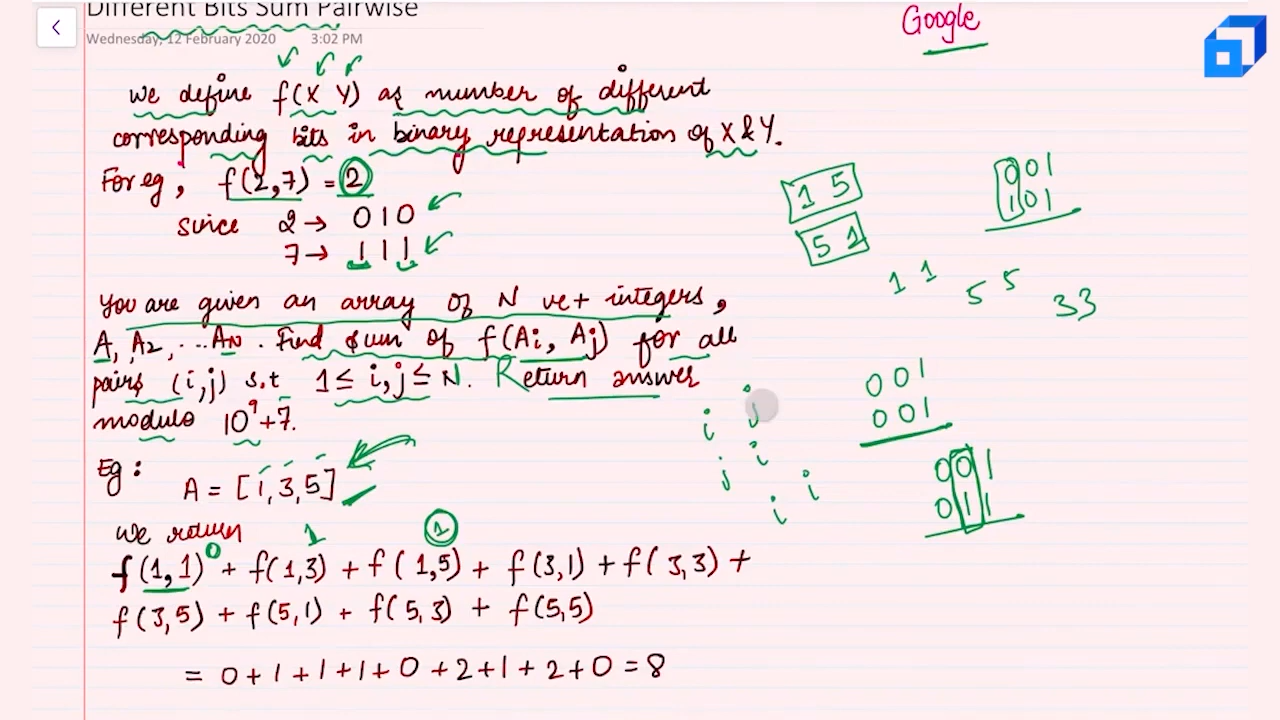 Different Bits Sum Pairwise
Wednesday, 12 February 2020 3:02 PM
Google
We define f(X Y) as number of different
corresponding bits in binary representation of X & Y.
For eg, f(2,7) = 2
since 2 → 010
7 → 111
1 5
5 1
001
101
1 1
5 5
33
You are given an array of N ve+ integers,
A, A2, ... AN. Find sum of f(Ai, Aj) for all
pairs (i,j) s.t 1 ≤ i,j ≤ N. Return answer
modulo 10^9+7.
i j
j i
i i
001
001
001
011
Eg:
A = [1,3,5]
We return
0 1 1
f(1,1) + f(1,3) + f(1,5) + f(3,1) + f(3,3) +
f(3,5) + f(5,1) + f(5,3) + f(5,5)
= 0+1+1+1+0+2+1+2+0 = 8